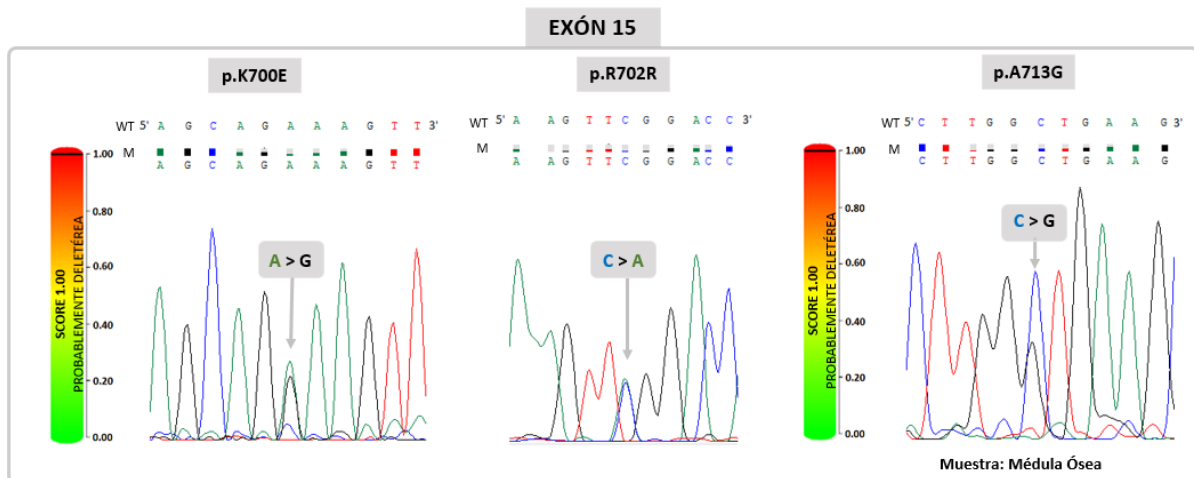 EXÓN 15
p.K700E
WT 5' A G C A G A A A G T T 3'
M
A G C A G A A A G T T
1.00
0.80
0.60
0.40
0.20
0.00
SCORE 1.00
PROBABLEMENTE DELETÉREA
A > G
p.R702R
WT 5' A A G T T C G G A C C 3'
M
A A G T T C G G A C C
C > A
p.A713G
WT 5' C T T G G C T G A A G 3'
M
C T T G G C T G A A G
1.00
0.80
0.60
0.40
0.20
0.00
SCORE 1.00
PROBABLEMENTE DELETÉREA
C > G
Muestra: Médula Ósea